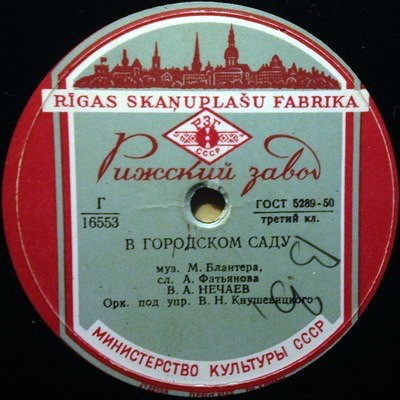 RĪGAS SKAŅUPLAŠU FABRIKA
РЗГ
СССР
Рижский завод
Г
16553
ГОСТ 5289-50
третий кл.
В ГОРОДСКОМ САДУ
муз. М. Блантера,
сл. А. Фатьянова
В. А. НЕЧАЕВ
Орк. под упр. В. Н. Кнушевицкого
МИНИСТЕРСТВО КУЛЬТУРЫ СССР